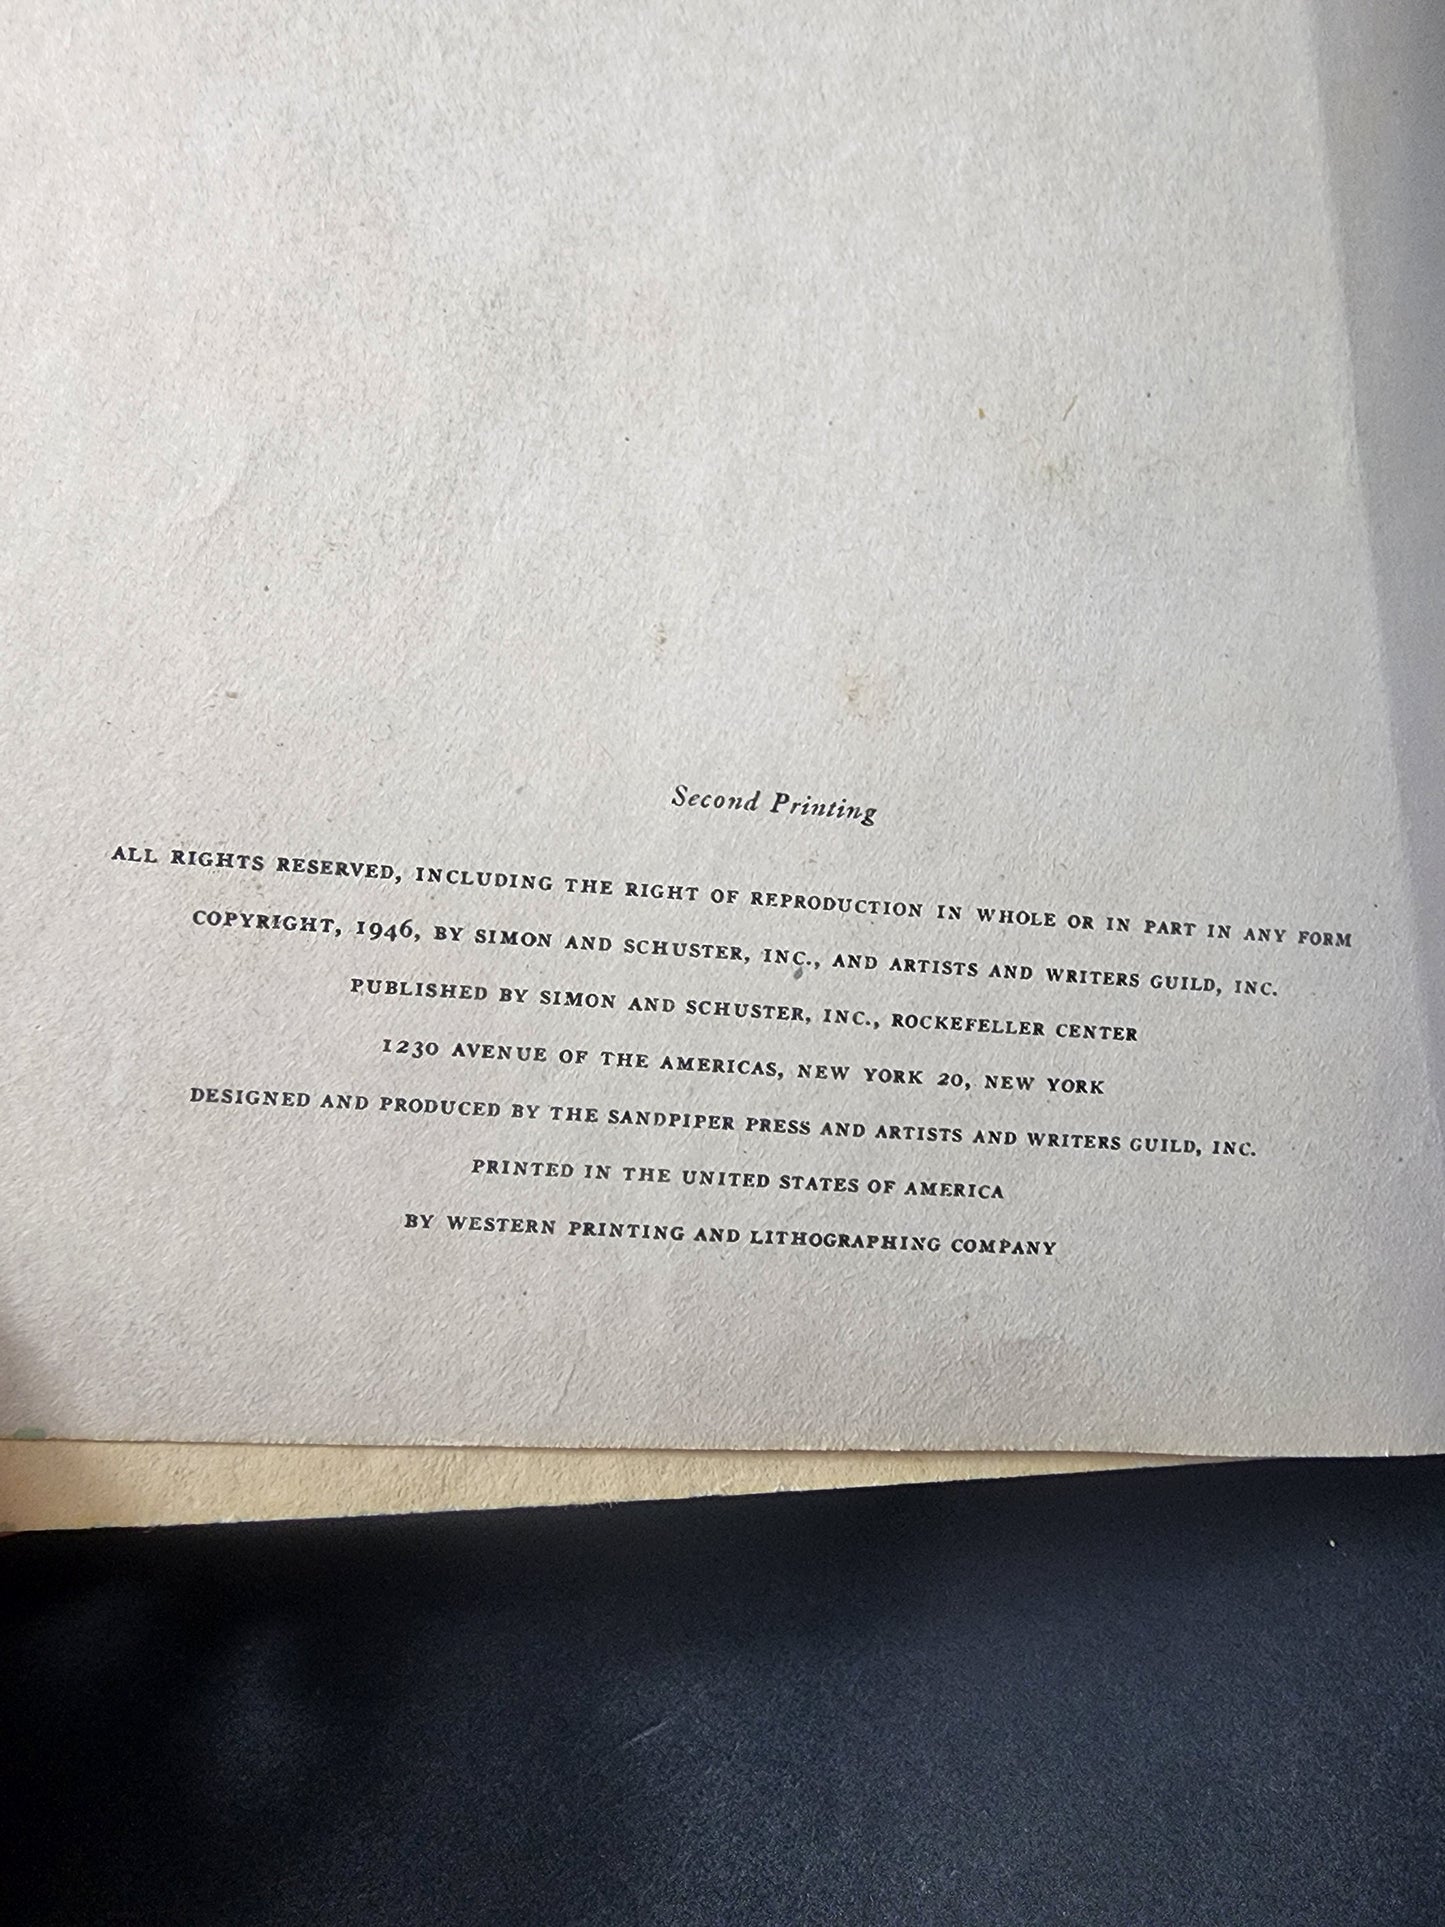 Second Printing
ALL RIGHTS RESERVED, INCLUDING THE RIGHT OF REPRODUCTION IN WHOLE OR IN PART IN ANY FORM
COPYRIGHT, 1946, BY SIMON AND SCHUSTER, INC., AND ARTISTS AND WRITERS GUILD, INC.
PUBLISHED BY SIMON AND SCHUSTER, INC., ROCKEFELLER CENTER
1230 AVENUE OF THE AMERICAS, NEW YORK 20, NEW YORK
DESIGNED AND PRODUCED BY THE SANDPIPER PRESS AND ARTISTS AND WRITERS GUILD, INC.
PRINTED IN THE UNITED STATES OF AMERICA
BY WESTERN PRINTING AND LITHOGRAPHING COMPANY